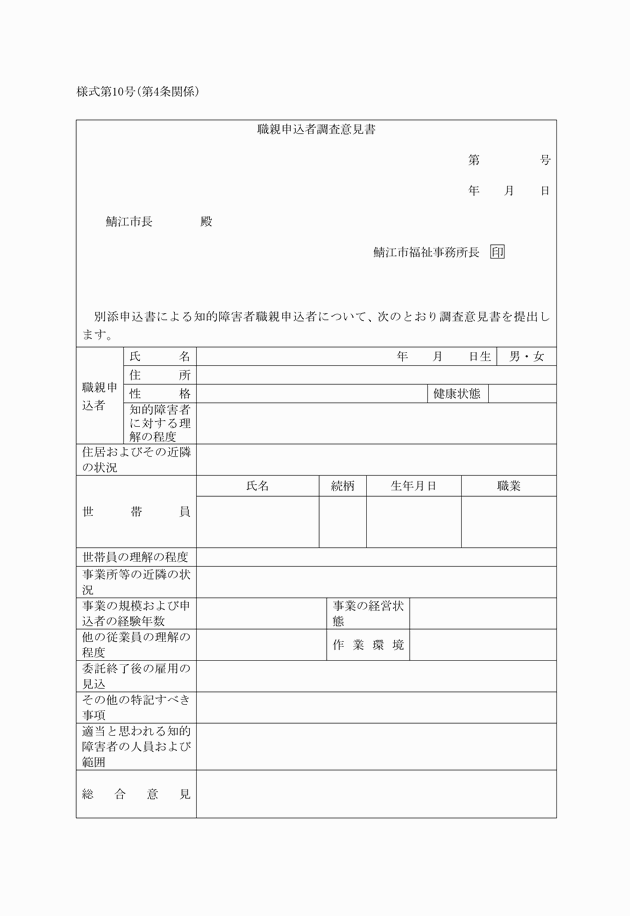 様式第10号(第4条関係)
職親申込者調査意見書
第　　　　　号
年　　月　　日
鯖江市長　　　　殿
鯖江市福祉事務所長　印
別添申込書による知的障害者職親申込者について、次のとおり調査意見書を提出し
ます。
職親申
込者
氏　　　名
年　　月　　日生
男・女
住　　　所
性　　　格
健康状態
知的障害者
に対する理
解の程度
住居およびその近隣
の状況
世　　帯　　員
氏名
続柄
生年月日
職業
世帯員の理解の程度
事業所等の近隣の状
況
事業の規模および申
込者の経験年数
事業の経営状
態
他の従業員の理解の
程度
作業環境
委託終了後の雇用の
見込
その他の特記すべき
事項
適当と思われる知的
障害者の人員および
範囲
総　合　意　見